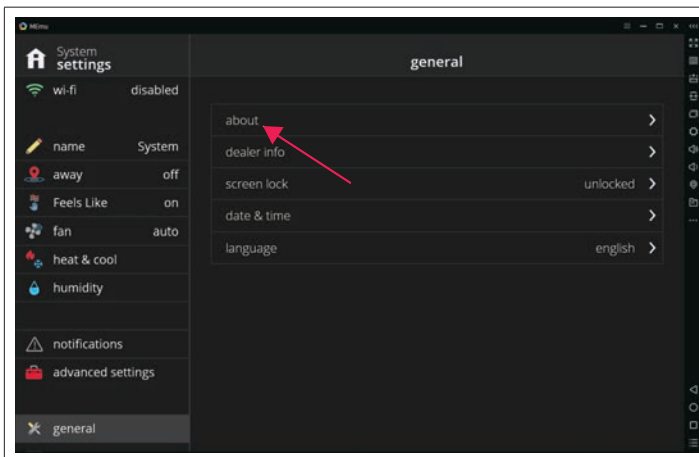 MEmu
System
settings
general
wi-fi disabled
name System
away off
Feels Like on
fan auto
heat & cool
humidity
notifications
advanced settings
general
about
dealer info
screen lock unlocked
date & time
language english